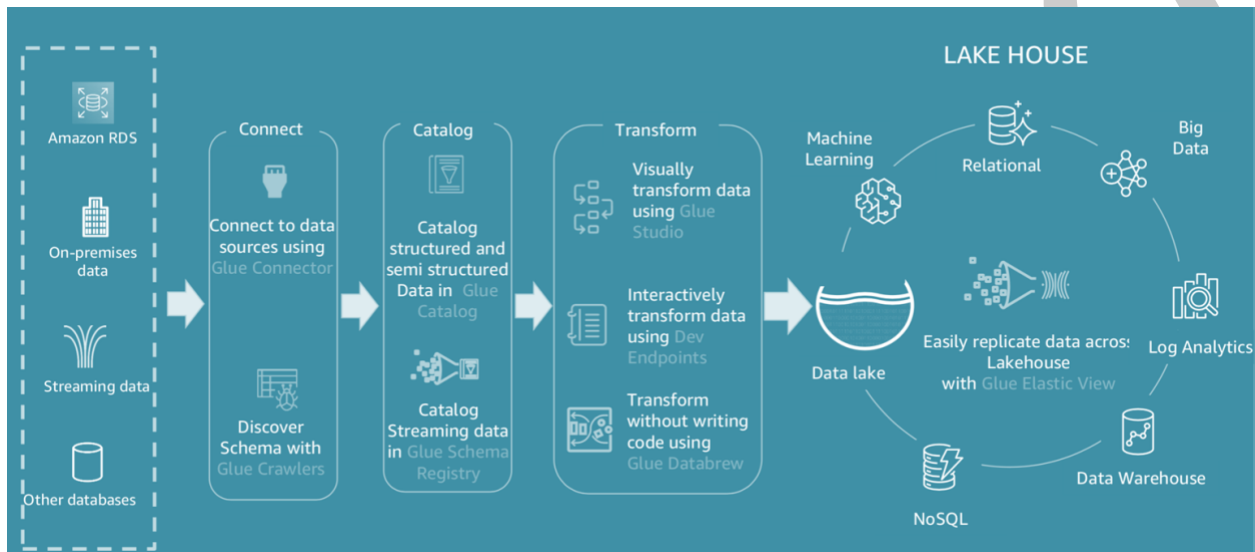 LAKE HOUSE
Amazon RDS
On-premises
data
Streaming data
Other databases
Connect
Connect to data
sources using
Glue Connector
Discover
Schema with
Glue Crawlers
Catalog
Catalog
structured and
semi structured
Data in Glue
Catalog
Catalog
Streaming data
in Glue Schema
Registry
Transform
Visually
transform data
using Glue
Studio
Interactively
transform data
using Dev
Endpoints
Transform
without writing
code using
Glue Databrew
Machine
Learning
Relational
Big
Data
Data lake
Easily replicate data across
Lakehouse
with Glue Elastic View
Log Analytics
Data Warehouse
NoSQL